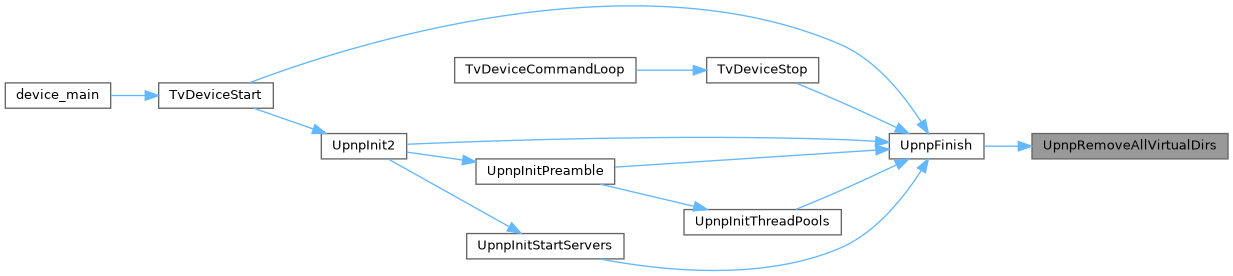 device_main
TvDeviceStart
TvDeviceCommandLoop
TvDeviceStop
UpnpInit2
UpnpInitPreamble
UpnpInitThreadPools
UpnpInitStartServers
UpnpFinish
UpnpRemoveAllVirtualDirs